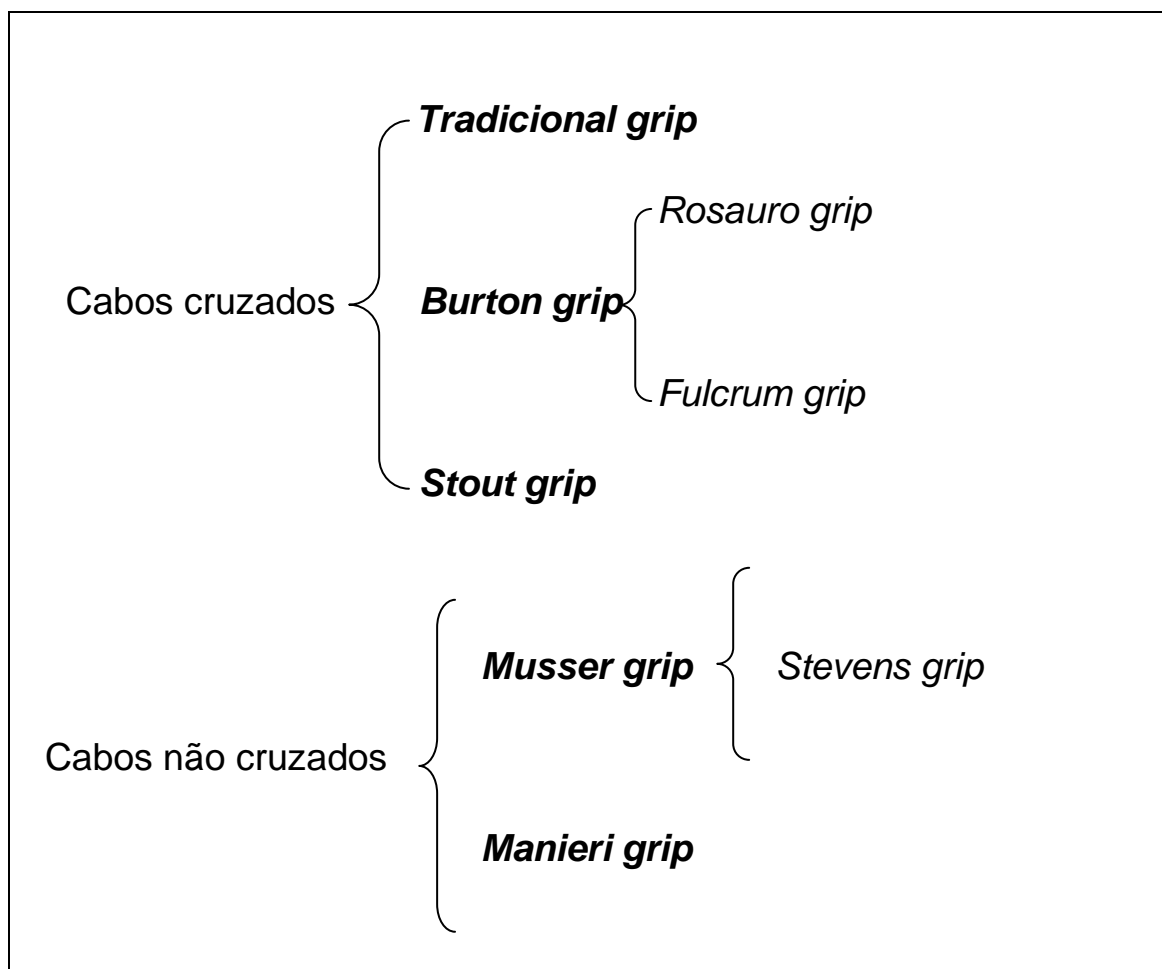 Tradicional grip
Rosauro grip
Cabos cruzados
Burton grip
Fulcrum grip
Stout grip
Musser grip
Stevens grip
Cabos não cruzados
Manieri grip